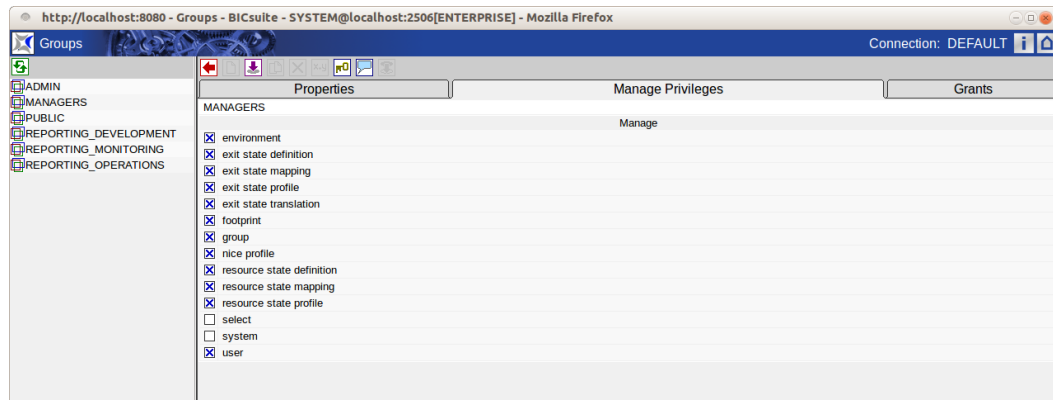 http://localhost:8080 - Groups - BICsuite - SYSTEM@localhost:2506[ENTERPRISE] - Mozilla Firefox
Groups
Connection: DEFAULT
ADMIN
MANAGERS
PUBLIC
REPORTING_DEVELOPMENT
REPORTING_MONITORING
REPORTING_OPERATIONS
Properties
Manage Privileges
Grants
MANAGERS
Manage
environment
exit state definition
exit state mapping
exit state profile
exit state translation
footprint
group
nice profile
resource state definition
resource state mapping
resource state profile
select
system
user